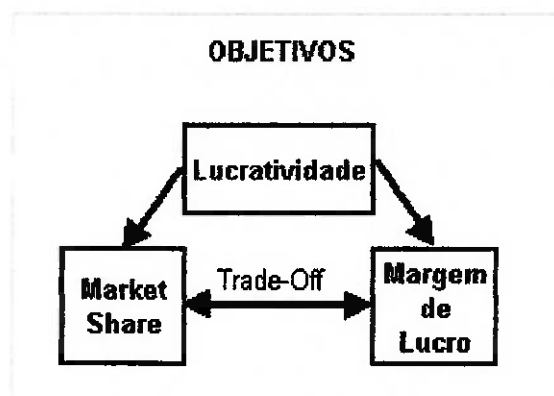 OBJETIVOS
Lucratividade
Market
Share
Trade-Off
Margem
de
Lucro